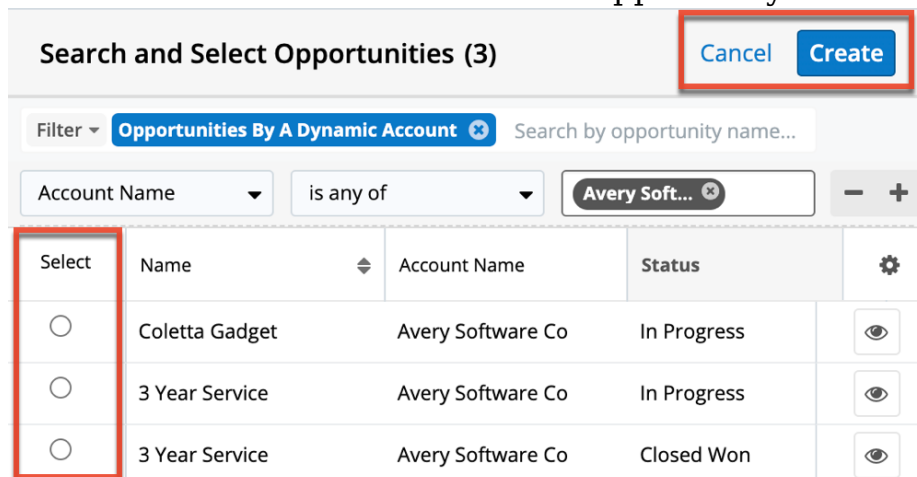 Search and Select Opportunities (3) Cancel Create
Filter Opportunities By A Dynamic Account Search by opportunity name...
Account Name is any of Avery Soft...
Select Name Account Name Status
Coletta Gadget Avery Software Co In Progress
3 Year Service Avery Software Co In Progress
3 Year Service Avery Software Co Closed Won